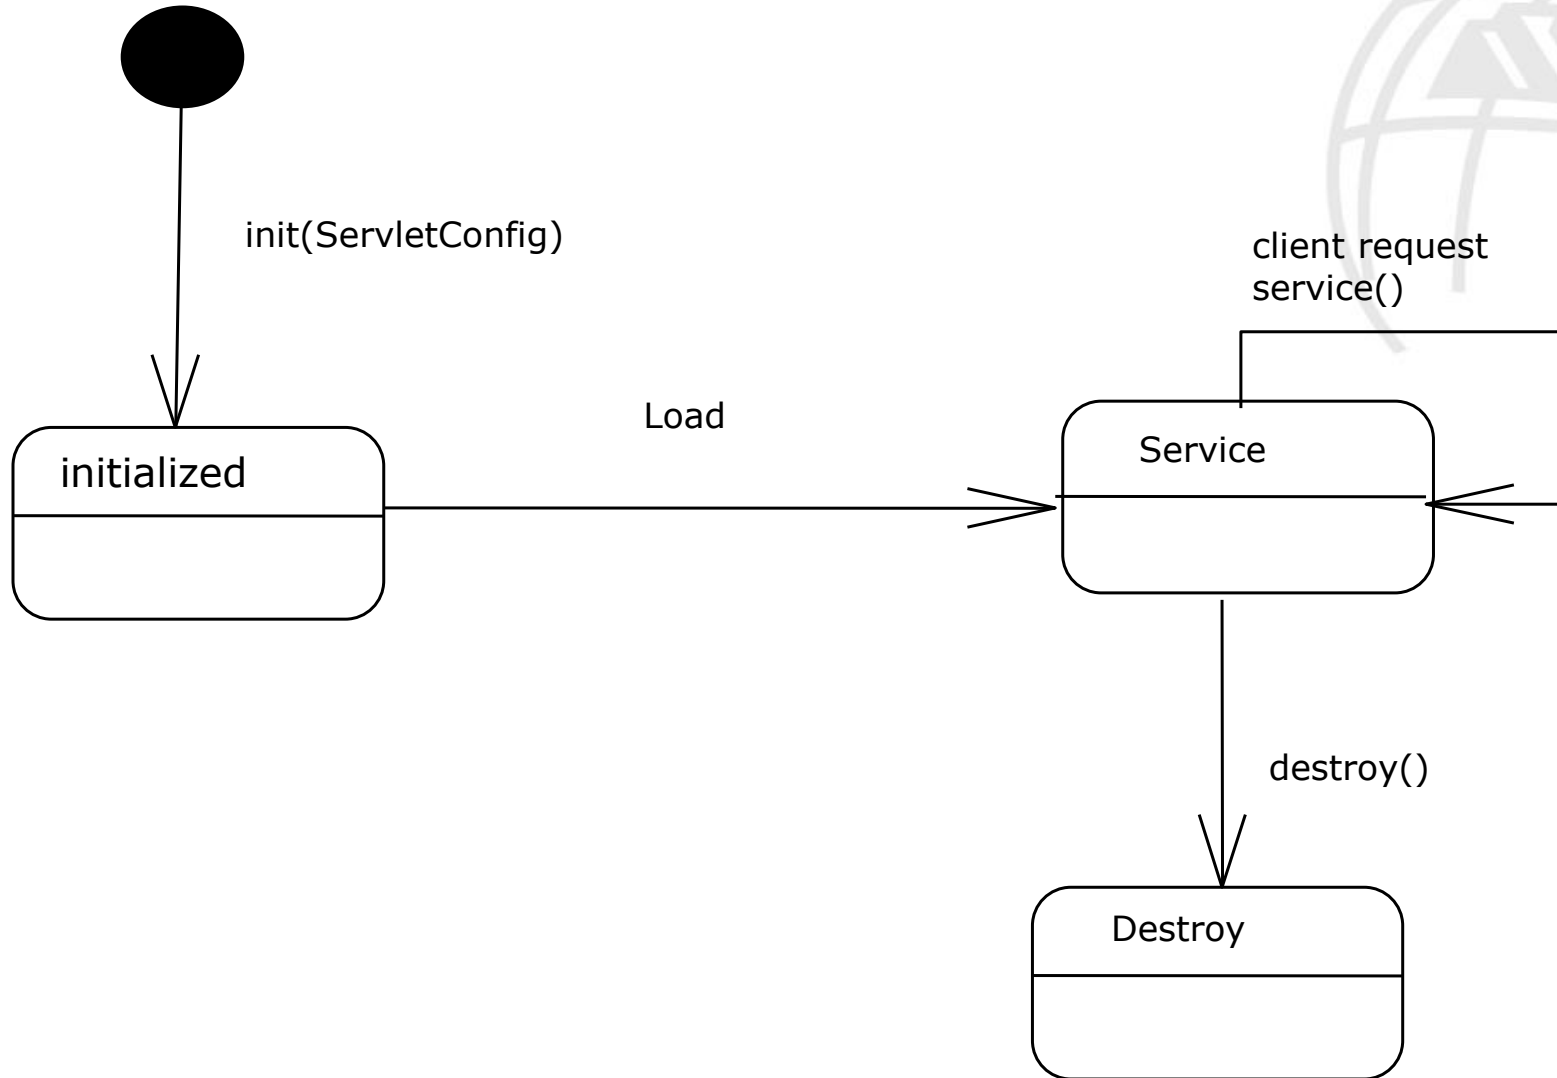 init(ServletConfig)
client request
service()
Load
Service
initialized
destroy()
Destroy